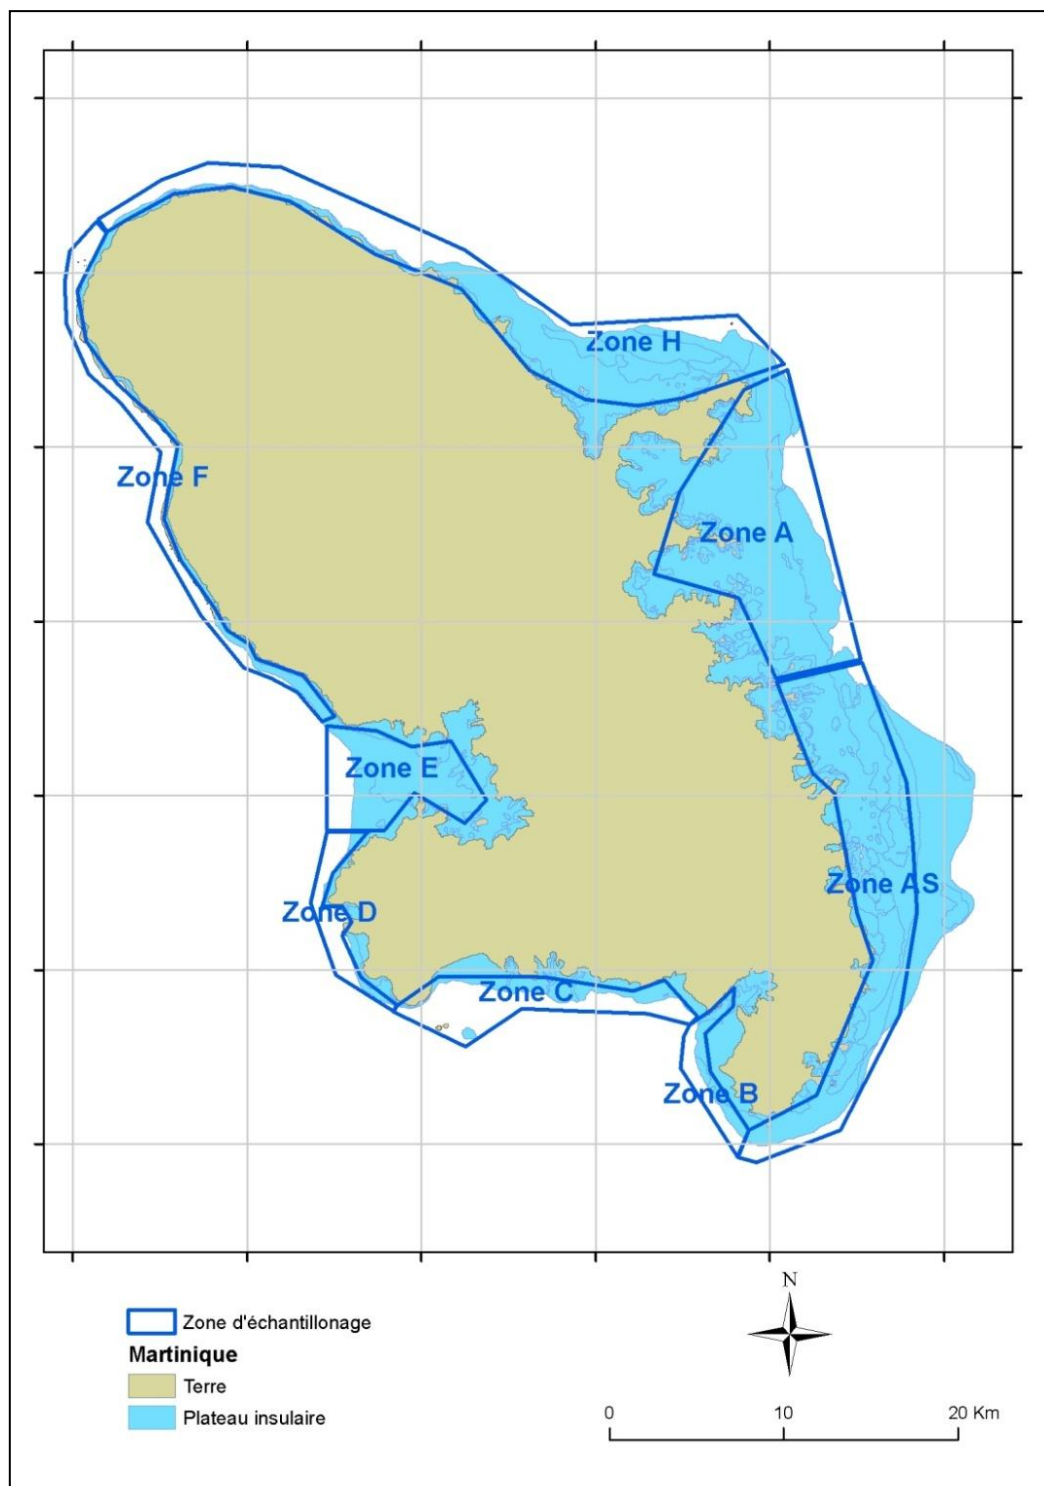 Zone H
Zone F
Zone A
Zone E
Zone AS
Zone D
Zone C
Zone B
N
Zone d'échantillonage
Martinique
Terre
Plateau insulaire
0 10 20 Km